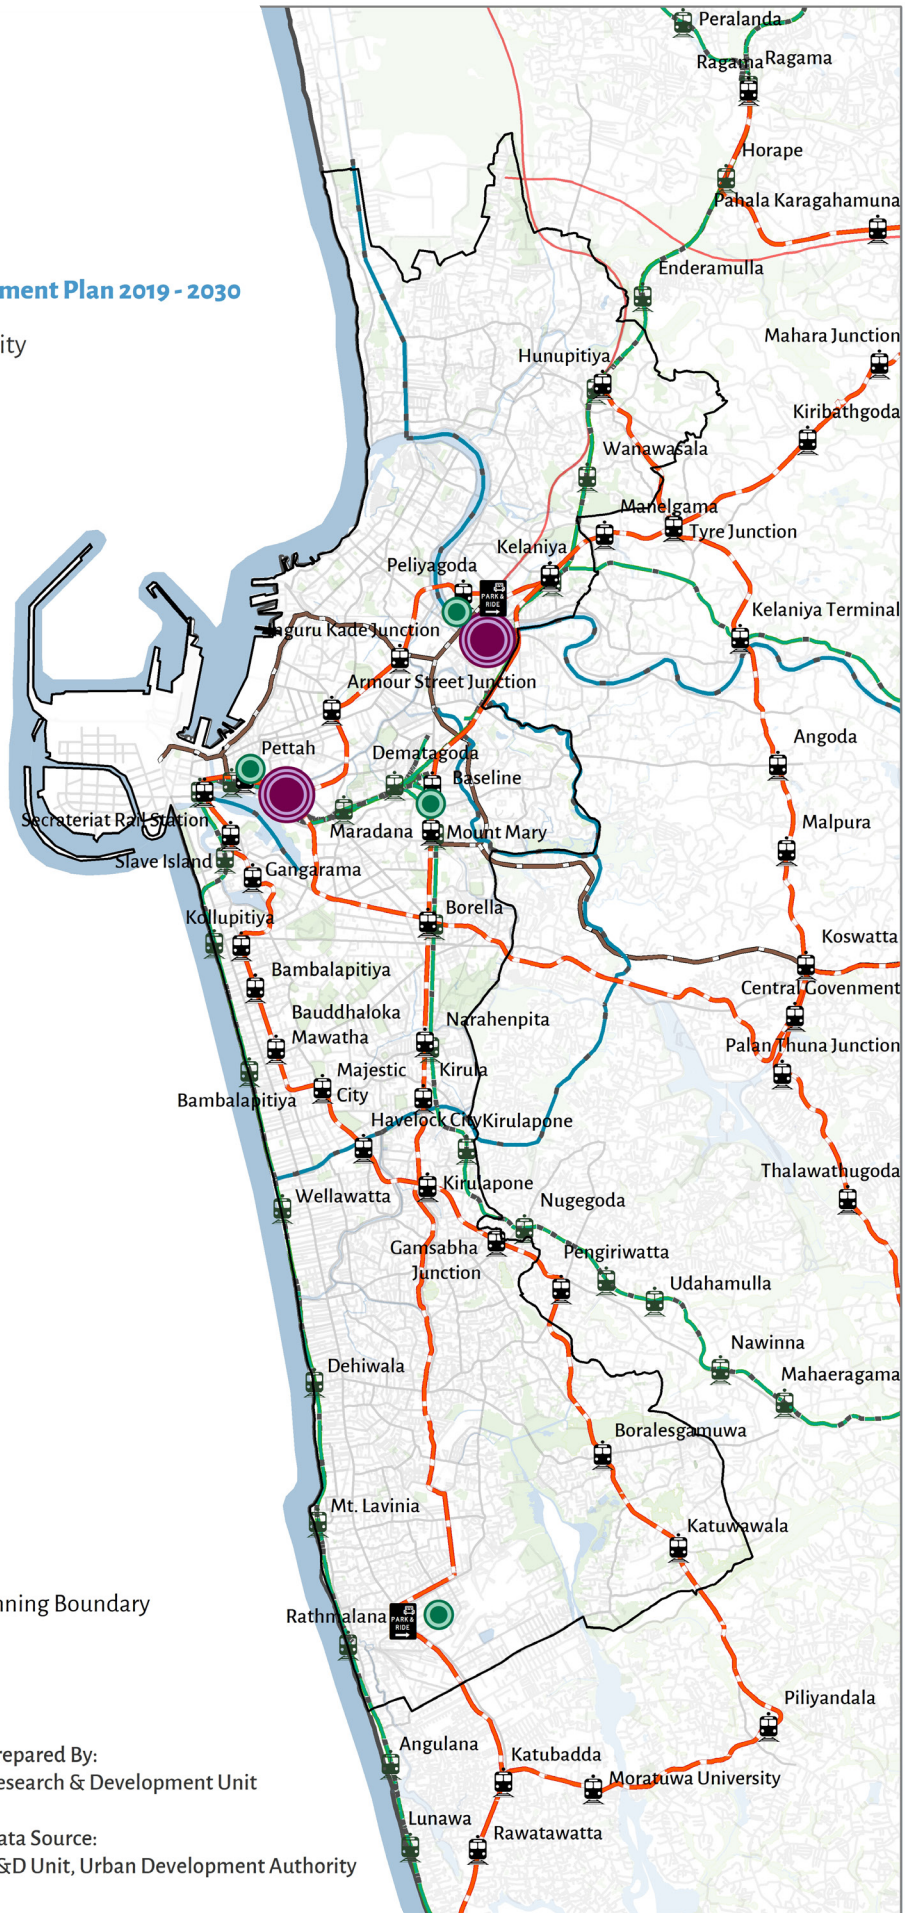 Peralanda
Ragama
Ragama
Horape
Pahala Karagahamuna
Enderamulla
ment Plan 2019 - 2030
Mahara Junction
ity
Hunupitiya
Kiribathgoda
Wanawasala
Manelgama
Tyre Junction
Kelaniya
Peliyagoda
PARK &
RIDE
Kelaniya Terminal
Inguru Kade Junction
Armour Street Junction
Angoda
Pettah
Dematagoda
Baseline
Secrateriat Rail Station
Maradana
Mount Mary
Malpura
Slave Island
Gangarama
Kollupitiya
Borella
Koswatta
Bambalapitiya
Central Govenment
Bauddhaloka
Mawatha
Narahenpita
Palan Thuna Junction
Majestic
City
Kirula
Bambalapitiya
Havelock City
Kirulapone
Thalawathugoda
Kirulapone
Wellawatta
Nugegoda
Gamsabha
Junction
Pengiriwatta
Udahamulla
Nawinna
Dehiwala
Mahaeragama
Boralesgamuwa
Mt. Lavinia
Katuwawala
nning Boundary
Rathmalana
PARK &
RIDE
Piliyandala
Angulana
repared By:
Katubadda
esearch & Development Unit
Moratuwa University
Lunawa
Rawatawatta
ata Source:
&D Unit, Urban Development Authority